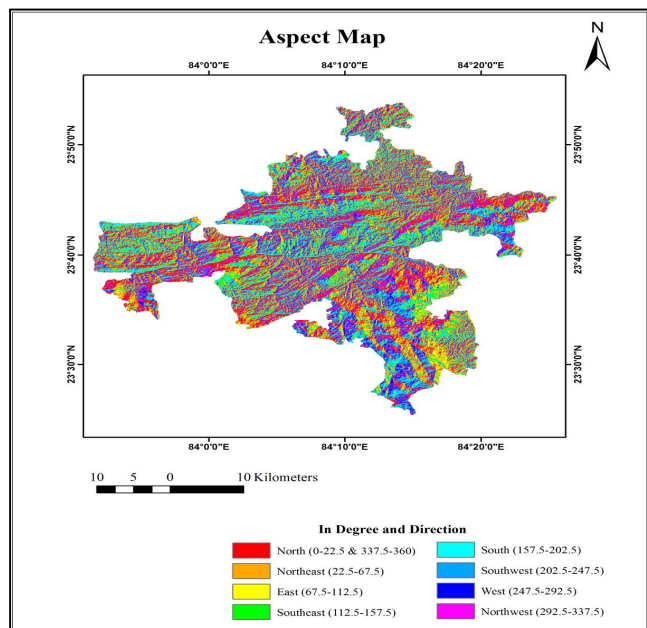 Aspect Map
N
84°0'0"E 84°10'0"E 84°20'0"E
23°50'0"N 23°50'0"N
23°40'0"N 23°40'0"N
23°30'0"N 23°30'0"N
84°0'0"E 84°10'0"E 84°20'0"E
10 5 0 10 Kilometers
In Degree and Direction
North (0-22.5 & 337.5-360) South (157.5-202.5)
Northeast (22.5-67.5) Southwest (202.5-247.5)
East (67.5-112.5) West (247.5-292.5)
Southeast (112.5-157.5) Northwest (292.5-337.5)